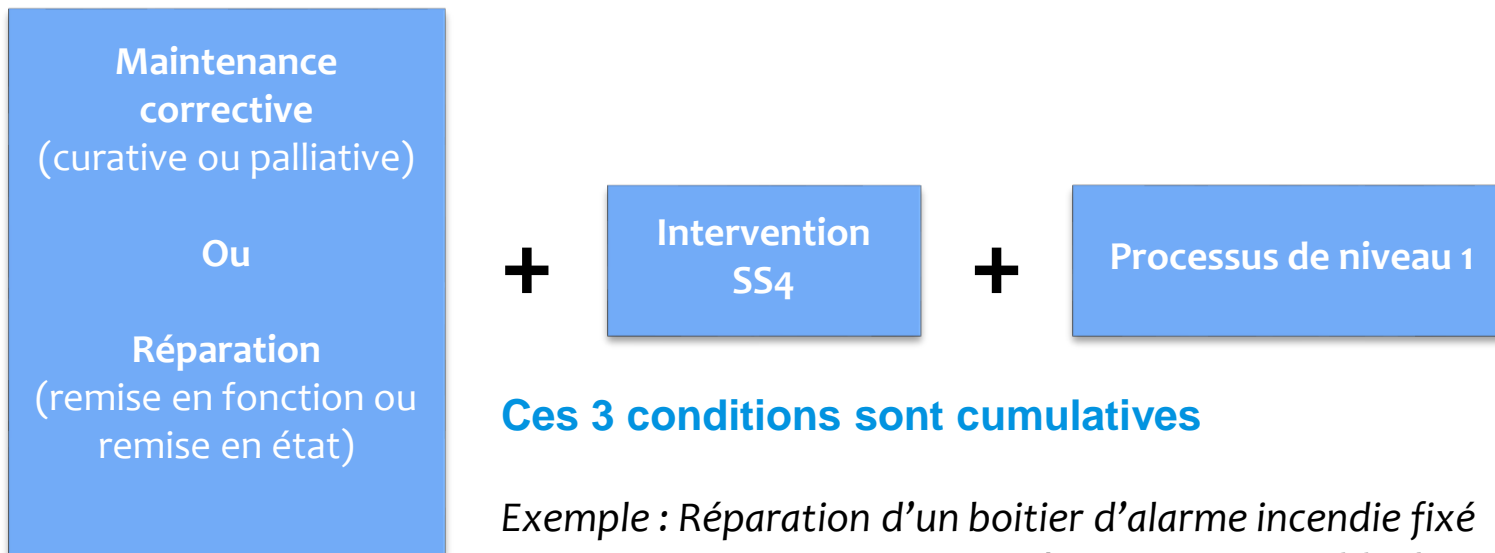 Maintenance
corrective
(curative ou palliative)
Ou
Réparation
(remise en fonction ou
remise en état)
+
Intervention
SS4
+
Processus de niveau 1
Ces 3 conditions sont cumulatives
Exemple : Réparation d’un boitier d’alarme incendie fixé